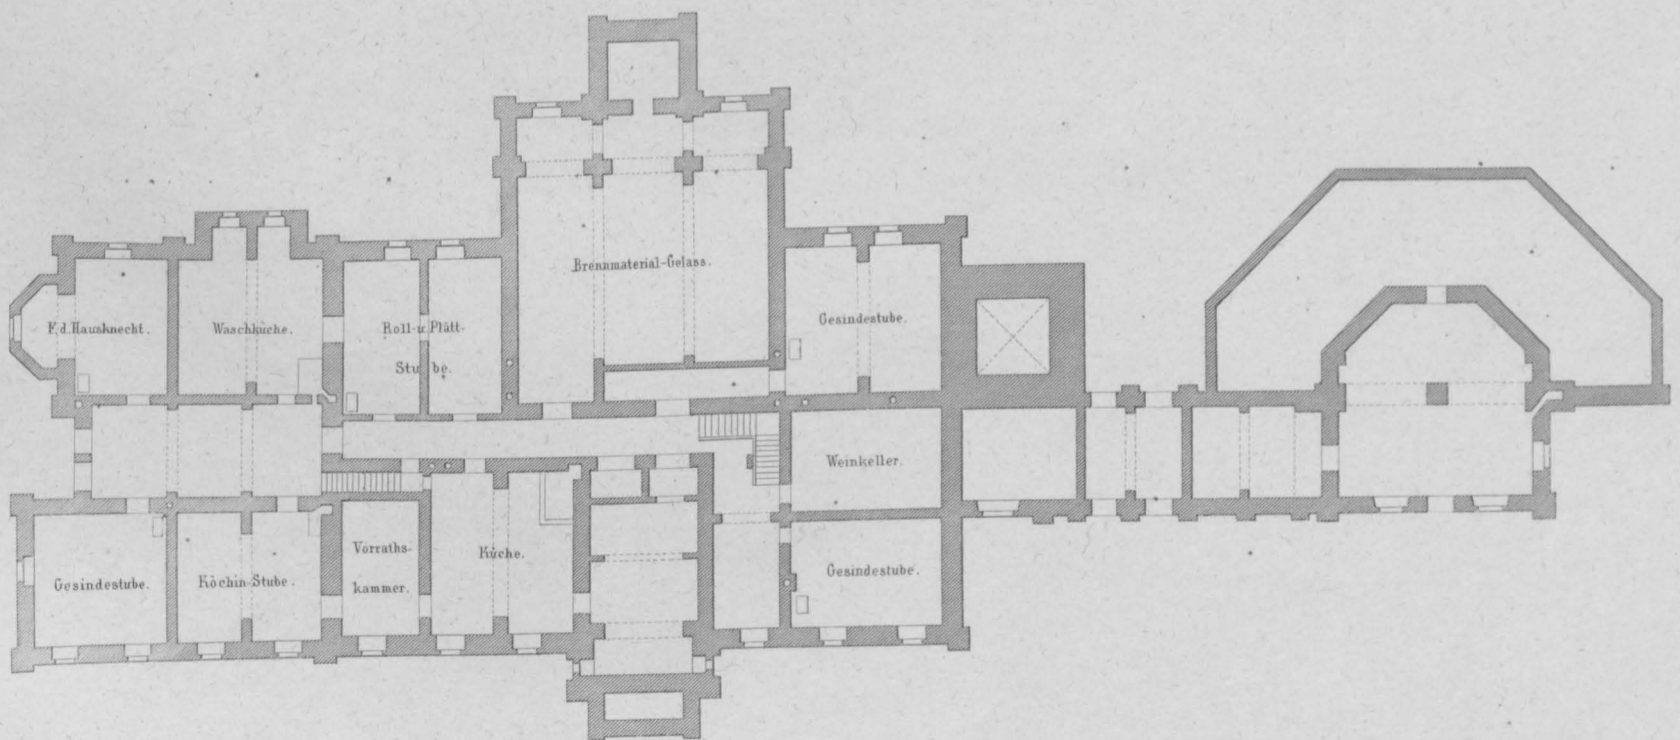 Brennmaterial-Gelass.
F. d. Hausknecht.
Waschküche.
Roll- u. Plätt-
Stube.
Gesindestube.
Weinkeller.
Gesindestube.
Köchin-Stube.
Vorraths-
kammer.
Küche.
Gesindestube.